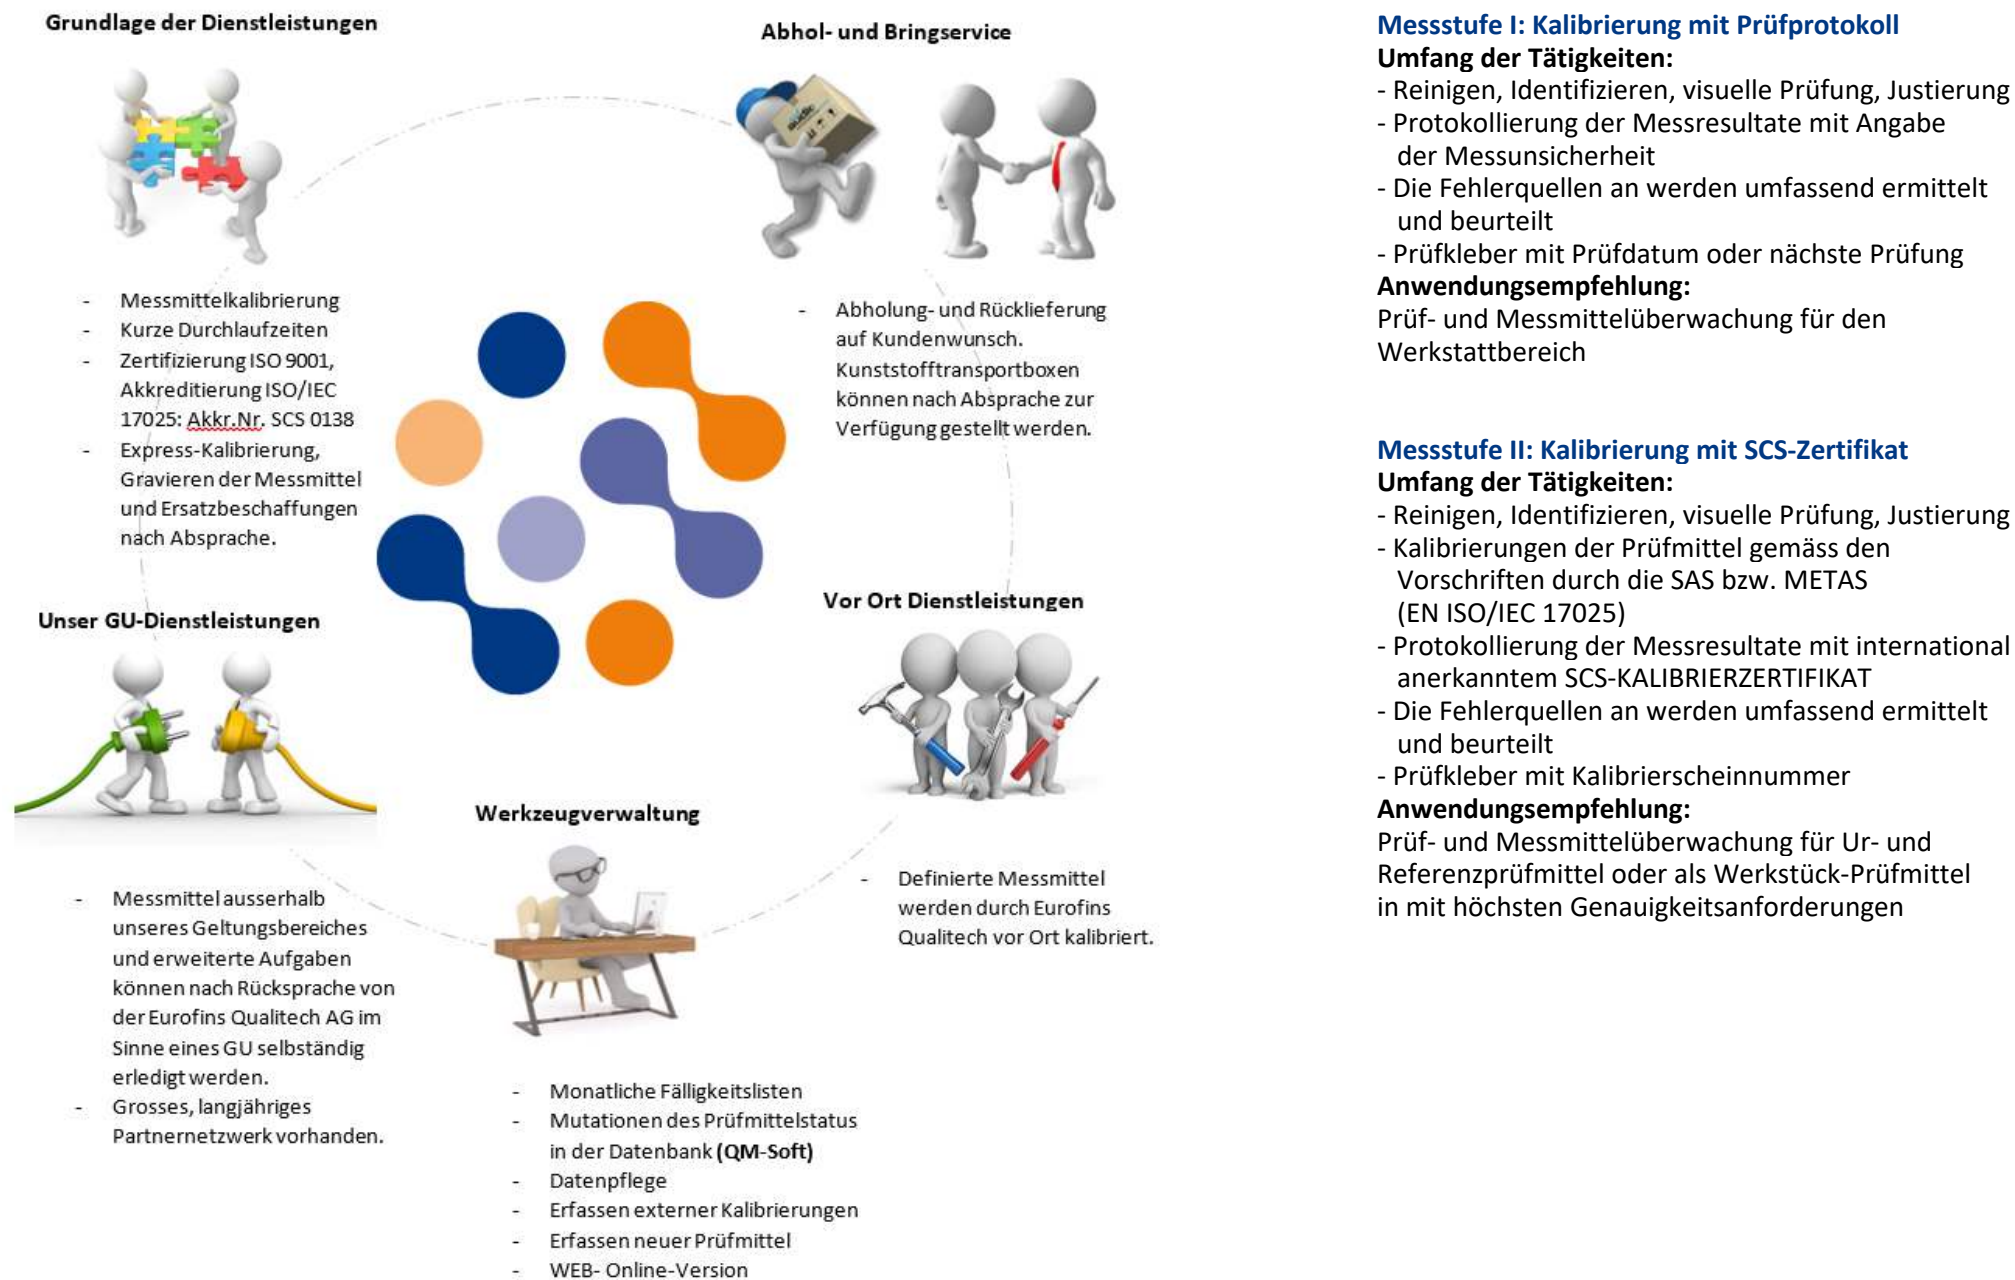 Grundlage der Dienstleistungen
- Messmittelkalibrierung
- Kurze Durchlaufzeiten
- Zertifizierung ISO 9001,
Akkreditierung ISO/IEC
17025: Akkr.Nr. SCS 0138
- Express-Kalibrierung,
Gravieren der Messmittel
und Ersatzbeschaffungen
nach Absprache.
Abhol- und Bringservice
- Abholung- und Rücklieferung
auf Kundenwunsch.
Kunststofftransportboxen
können nach Absprache zur
Verfügung gestellt werden.
Unser GU-Dienstleistungen
- Messmittel ausserhalb
unseres Geltungsbereiches
und erweiterte Aufgaben
können nach Rücksprache von
der Eurofins Qualitech AG im
Sinne eines GU selbständig
erledigt werden.
- Grosses, langjähriges
Partnernetzwerk vorhanden.
Vor Ort Dienstleistungen
- Definierte Messmittel
werden durch Eurofins
Qualitech vor Ort kalibriert.
Werkzeugverwaltung
- Monatliche Fälligkeitslisten
- Mutationen des Prüfmittelstatus
in der Datenbank (QM-Soft)
- Datenpflege
- Erfassen externer Kalibrierungen
- Erfassen neuer Prüfmittel
- WEB- Online-Version
Messstufe I: Kalibrierung mit Prüfprotokoll
Umfang der Tätigkeiten:
- Reinigen, Identifizieren, visuelle Prüfung, Justierung
- Protokollierung der Messresultate mit Angabe
der Messunsicherheit
- Die Fehlerquellen an werden umfassend ermittelt
und beurteilt
- Prüfkleber mit Prüfdatum oder nächste Prüfung
Anwendungsempfehlung:
Prüf- und Messmittelüberwachung für den
Werkstattbereich
Messstufe II: Kalibrierung mit SCS-Zertifikat
Umfang der Tätigkeiten:
- Reinigen, Identifizieren, visuelle Prüfung, Justierung
- Kalibrierungen der Prüfmittel gemäss den
Vorschriften durch die SAS bzw. METAS
(EN ISO/IEC 17025)
- Protokollierung der Messresultate mit international
anerkanntem SCS-KALIBRIERZERTIFIKAT
- Die Fehlerquellen an werden umfassend ermittelt
und beurteilt
- Prüfkleber mit Kalibrierscheinnummer
Anwendungsempfehlung:
Prüf- und Messmittelüberwachung für Ur- und
Referenzprüfmittel oder als Werkstück-Prüfmittel
in mit höchsten Genauigkeitsanforderungen